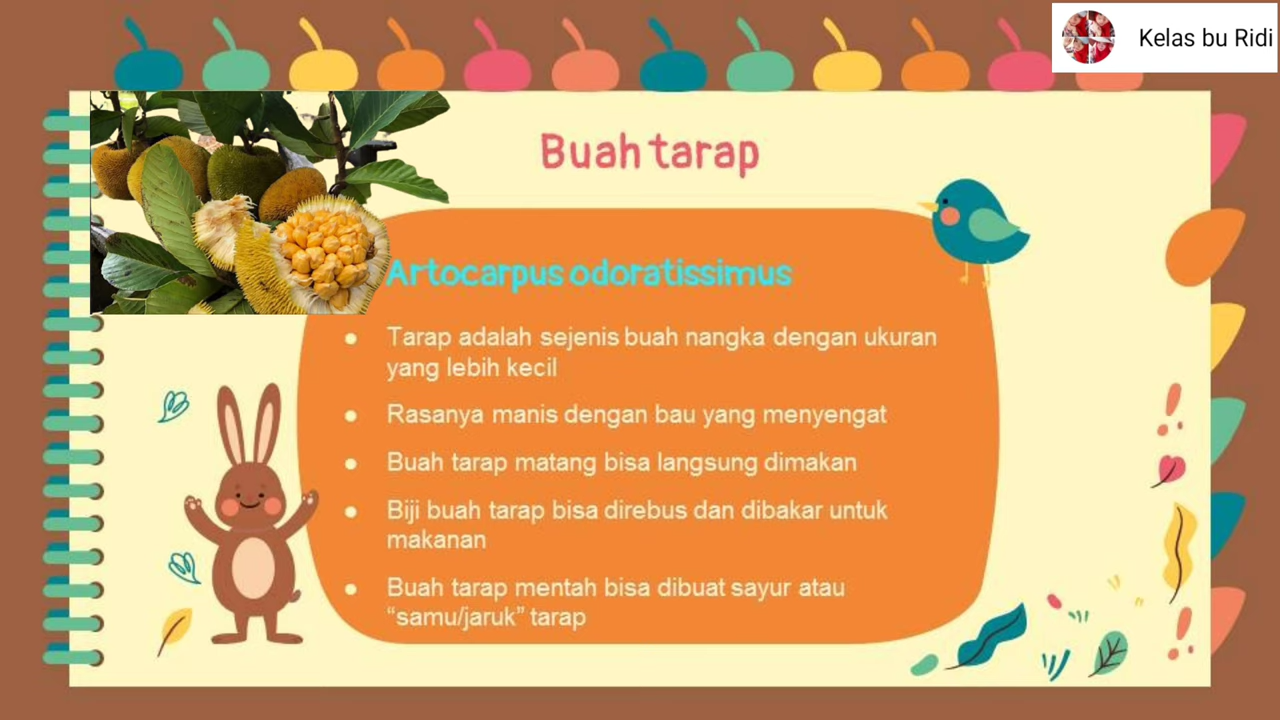 Kelas bu Ridi
Buah tarap
Artocarpus odoratissimus
● Tarap adalah sejenis buah nangka dengan ukuran
yang lebih kecil
● Rasanya manis dengan bau yang menyengat
● Buah tarap matang bisa langsung dimakan
● Biji buah tarap bisa direbus dan dibakar untuk
makanan
● Buah tarap mentah bisa dibuat sayur atau
“samu/jaruk” tarap